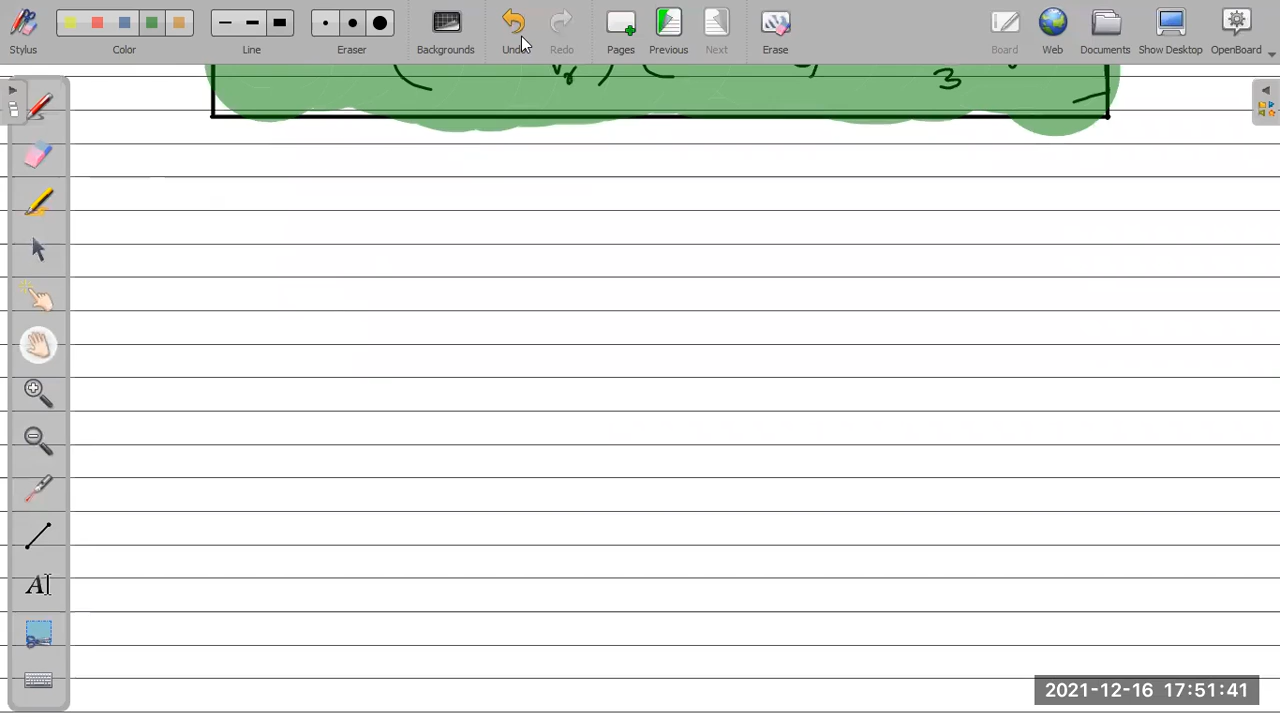 Stylus Color Line Eraser Backgrounds Undo Redo Pages Previous Next Erase Board Web Documents Show Desktop OpenBoard
3
2021-12-16 17:51:41